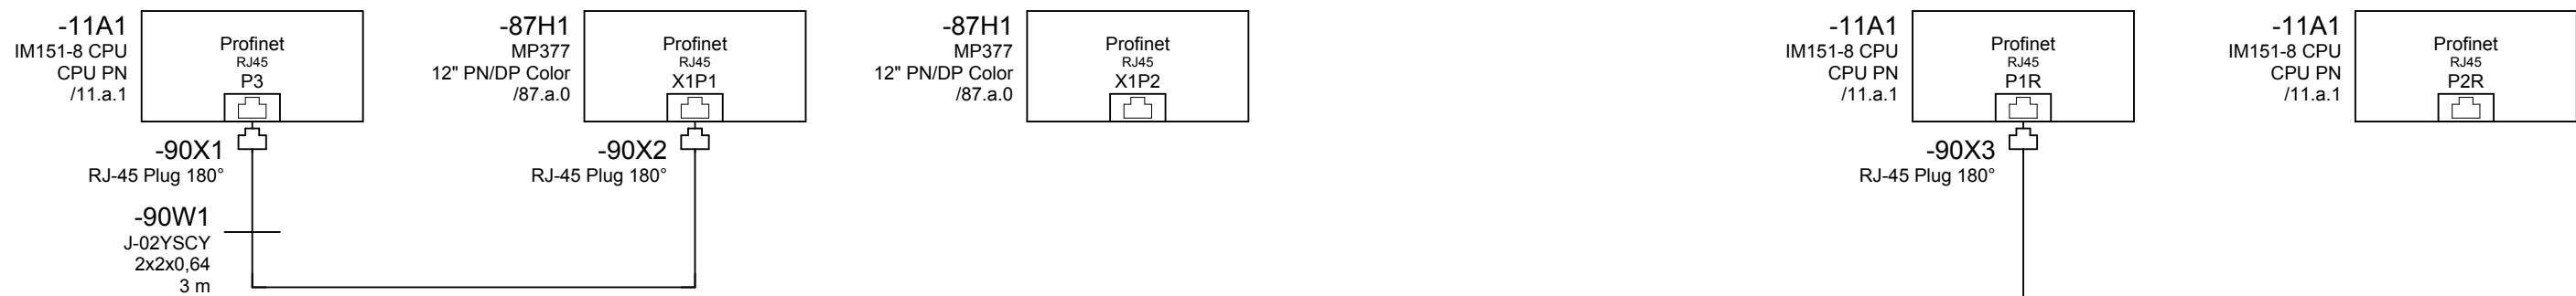 -11A1
IM151-8 CPU
CPU PN
/11.a.1
Profinet
RJ45
P3
-90X1
RJ-45 Plug 180°
-90W1
J-02YSCY
2x2x0,64
3 m
-87H1
MP377
12" PN/DP Color
/87.a.0
Profinet
RJ45
X1P1
-90X2
RJ-45 Plug 180°
-87H1
MP377
12" PN/DP Color
/87.a.0
Profinet
RJ45
X1P2
-11A1
IM151-8 CPU
CPU PN
/11.a.1
Profinet
RJ45
P1R
-90X3
RJ-45 Plug 180°
-11A1
IM151-8 CPU
CPU PN
/11.a.1
Profinet
RJ45
P2R